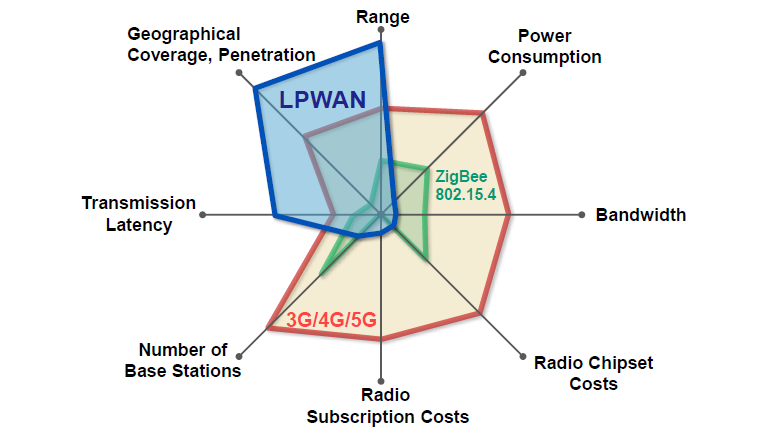 Range
Geographical
Coverage, Penetration
Power
Consumption
LPWAN
ZigBee
802.15.4
Transmission
Latency
Bandwidth
3G/4G/5G
Number of
Base Stations
Radio Chipset
Costs
Radio
Subscription Costs